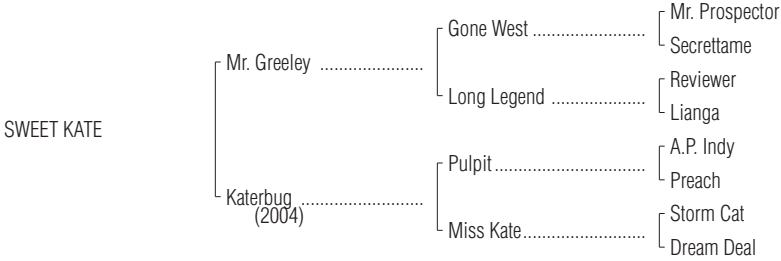 Mr. Prospector
Gone West ........................
Secrettame
Mr. Greeley ......................
Reviewer
Long Legend ....................
Lianga
SWEET KATE
A.P. Indy
Pulpit ................................
Preach
Katerbug ..........................
(2004)
Storm Cat
Miss Kate ..........................
Dream Deal